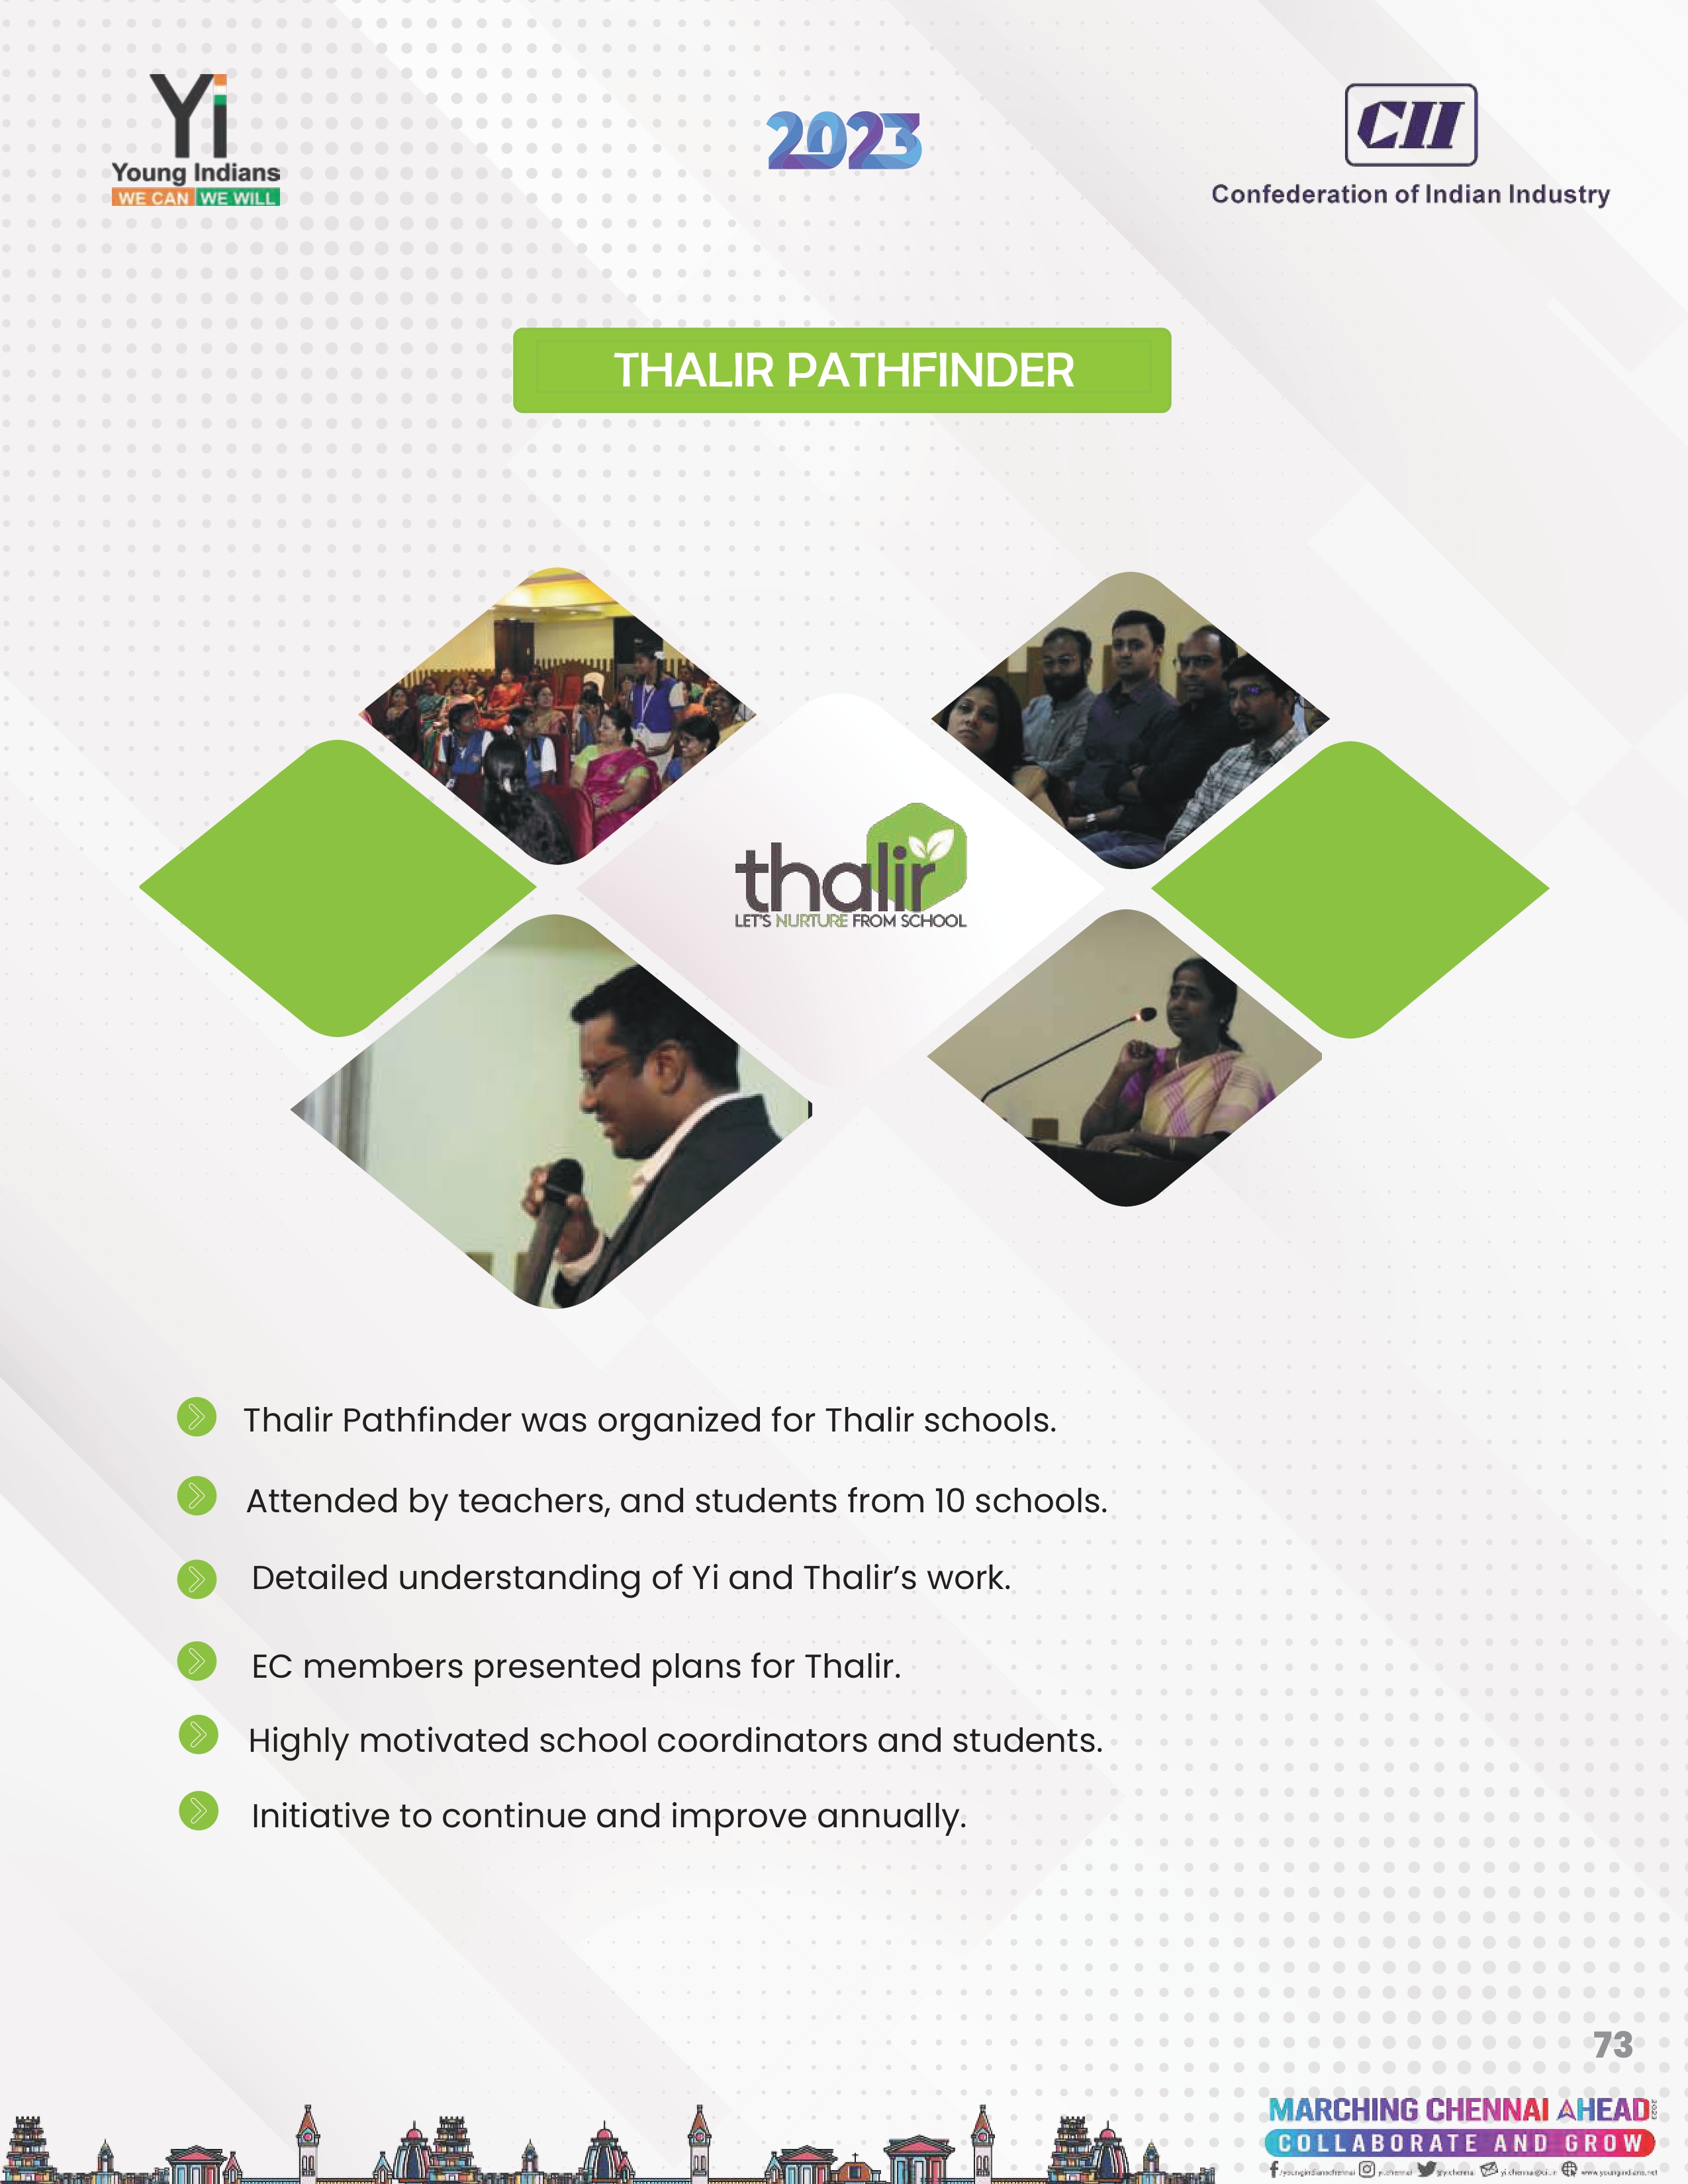 Yi
Young Indians
WE CAN WE WILL
2023
CII
Confederation of Indian Industry
THALIR PATHFINDER
thalir
LET'S NURTURE FROM SCHOOL
Thalir Pathfinder was organized for Thalir schools.
Attended by teachers, and students from 10 schools.
Detailed understanding of Yi and Thalir’s work.
EC members presented plans for Thalir.
Highly motivated school coordinators and students.
Initiative to continue and improve annually.
73
MARCHING CHENNAI AHEAD 2023
COLLABORATE AND GROW